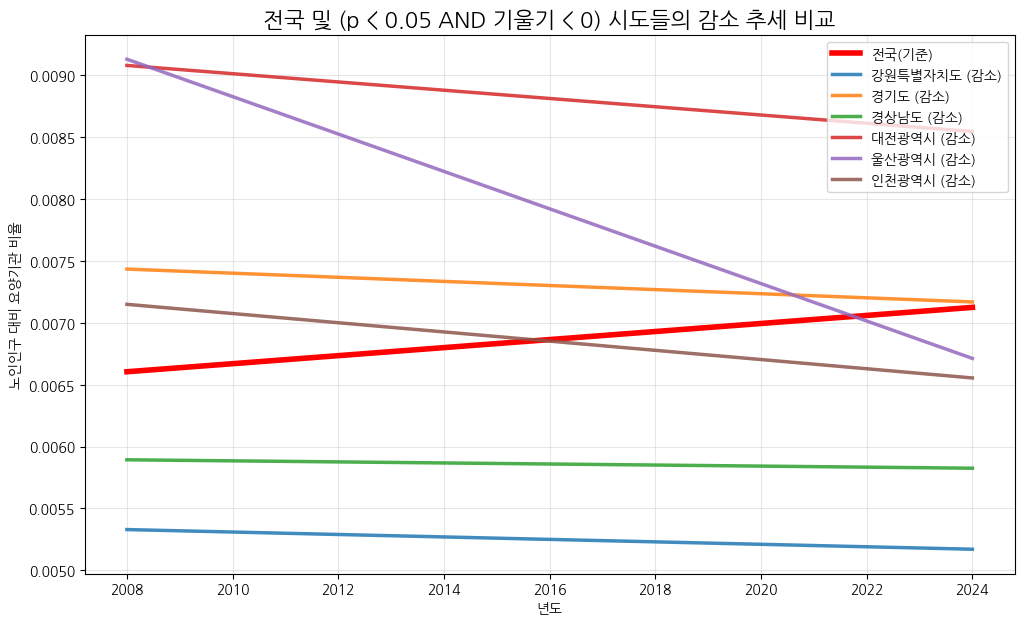 전국 및 (p < 0.05 AND 기울기 < 0) 시도들의 감소 추세 비교
노인인구 대비 요양기관 비율
0.0090
0.0085
0.0080
0.0075
0.0070
0.0065
0.0060
0.0055
0.0050
전국(기준)
강원특별자치도 (감소)
경기도 (감소)
경상남도 (감소)
대전광역시 (감소)
울산광역시 (감소)
인천광역시 (감소)
2008 2010 2012 2014 2016 2018 2020 2022 2024
년도